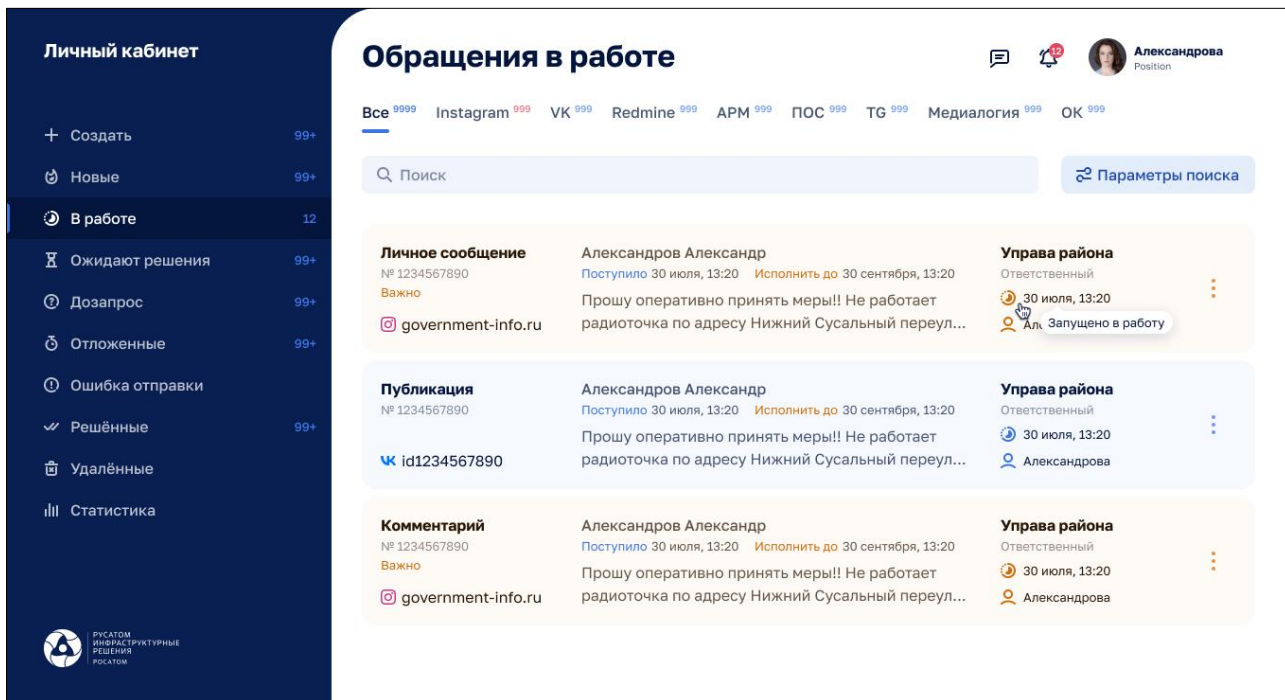 Личный кабинет
Создать 99+
Новые 99+
В работе 12
Ожидают решения 99+
Дозапрос 99+
Отложенные 99+
Ошибка отправки
Решённые 99+
Удалённые
Статистика
РУСАТОМ
ИНФРАСТРУКТУРНЫЕ
РЕШЕНИЯ
РОСАТОМ
Обращения в работе
12
Александрова
Position
Все 9999 Instagram 999 VK 999 Redmine 999 АРМ 999 ПОС 999 TG 999 Медиалогия 999 ОК 999
Поиск
Параметры поиска
Личное сообщение
№ 1234567890
Важно
government-info.ru
Александров Александр
Поступило 30 июля, 13:20 Исполнить до 30 сентября, 13:20
Прошу оперативно принять меры!! Не работает
радиоточка по адресу Нижний Сусальный переул...
Управа района
Ответственный
30 июля, 13:20
Запущено в работу
Публикация
№ 1234567890
id1234567890
Александров Александр
Поступило 30 июля, 13:20 Исполнить до 30 сентября, 13:20
Прошу оперативно принять меры!! Не работает
радиоточка по адресу Нижний Сусальный переул...
Управа района
Ответственный
30 июля, 13:20
Александрова
Комментарий
№ 1234567890
Важно
government-info.ru
Александров Александр
Поступило 30 июля, 13:20 Исполнить до 30 сентября, 13:20
Прошу оперативно принять меры!! Не работает
радиоточка по адресу Нижний Сусальный переул...
Управа района
Ответственный
30 июля, 13:20
Александрова